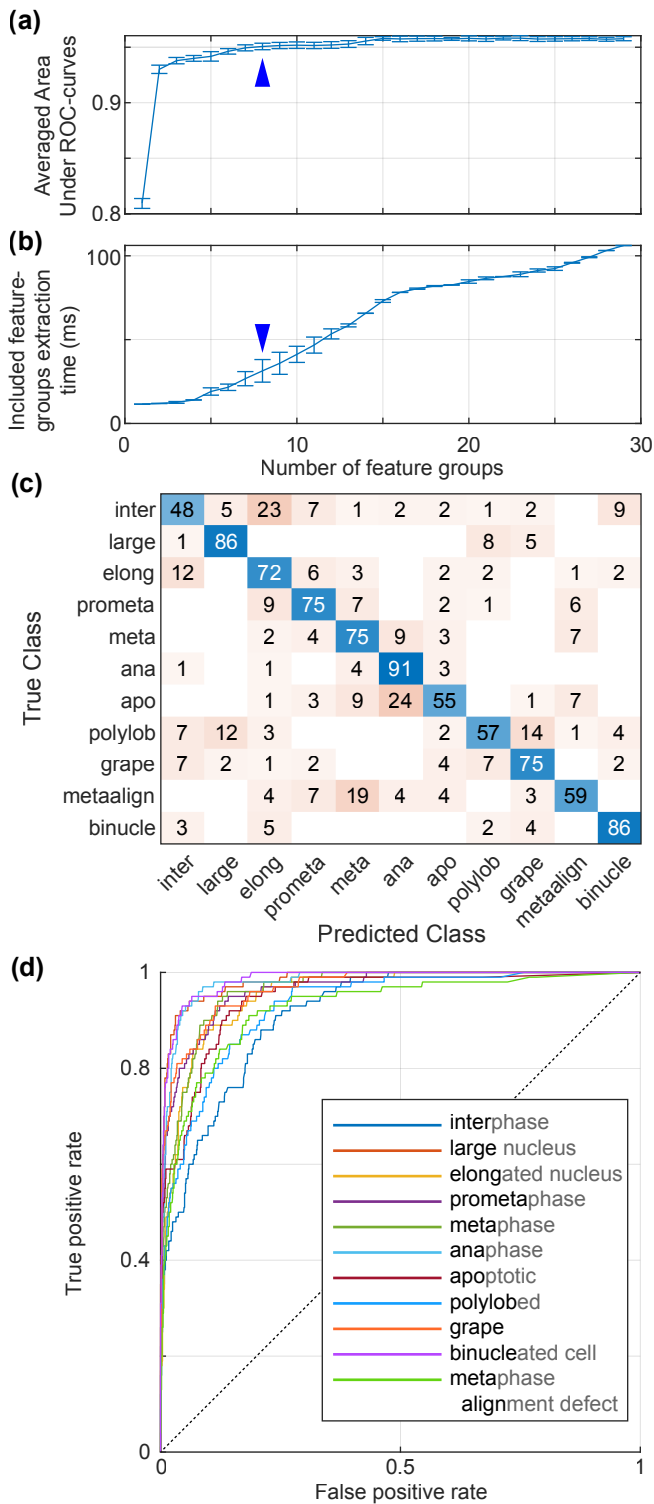 (a)
Averaged Area
Under ROC-curves
0.9
0.8
(b)
Included feature-
groups extraction
time (ms)
100
0
0 10 20 30
Number of feature groups
(c)
True Class
inter 48 5 23 7 1 2 2 1 2 9
large 1 86 8 5
elong 12 72 6 3 2 2 1 2
prometa 9 75 7 2 1 6
meta 2 4 75 9 3 7
ana 1 1 4 91 3
apo 1 3 9 24 55 1 7
polylob 7 12 3 2 57 14 1 4
grape 7 2 1 2 4 7 75 2
metaalign 4 7 19 4 4 3 59
binucle 3 5 2 4 86
inter large elong prometa meta ana apo polylob grape metaalign binucle
Predicted Class
(d)
True positive rate
1
0.8
0.4
0
interphase
large nucleus
elongated nucleus
prometaphase
metaphase
anaphase
apoptotic
polylobed
grape
binucleated cell
metaphase
alignment defect
0 0.5 1
False positive rate